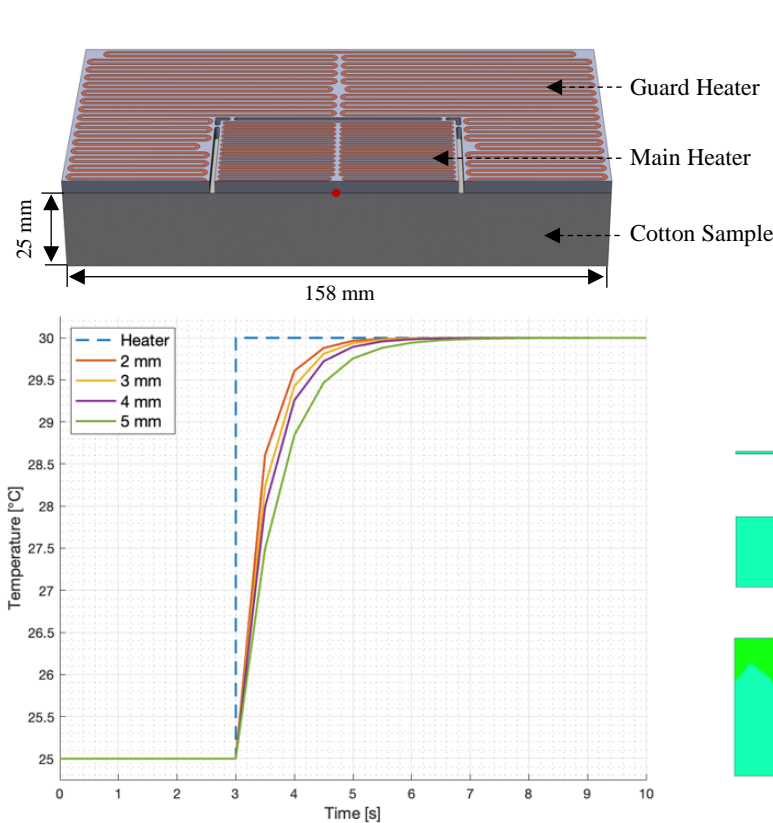 Guard Heater
Main Heater
Cotton Sample
25 mm
158 mm
Heater
2 mm
3 mm
4 mm
5 mm
30
29.5
29
28.5
28
27.5
27
26.5
26
25.5
25
Temperature [°C]
0 1 2 3 4 5 6 7 8 9 10
Time [s]